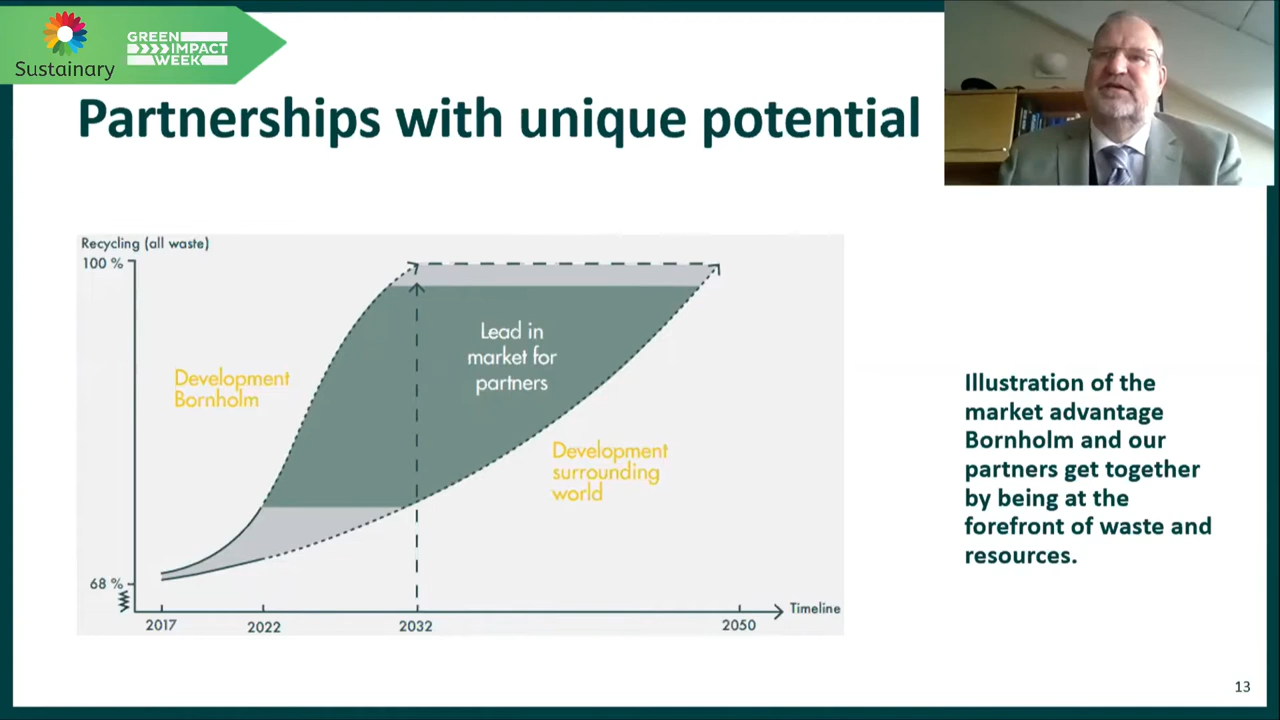 Sustainary
GREEN
IMPACT
WEEK
Partnerships with unique potential
Recycling (all waste)
100 %
Lead in
market for
partners
Development
Bornholm
Development
surrounding
world
68 %
Timeline
2017
2022
2032
2050
Illustration of the
market advantage
Bornholm and our
partners get together
by being at the
forefront of waste and
resources.
13